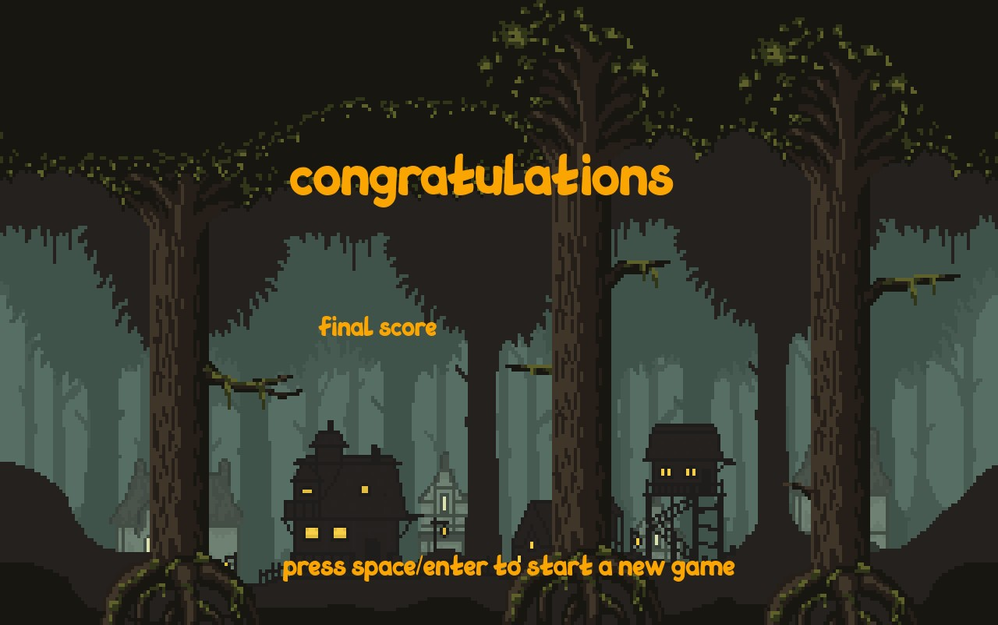 congratulations
final score
press space/enter to start a new game